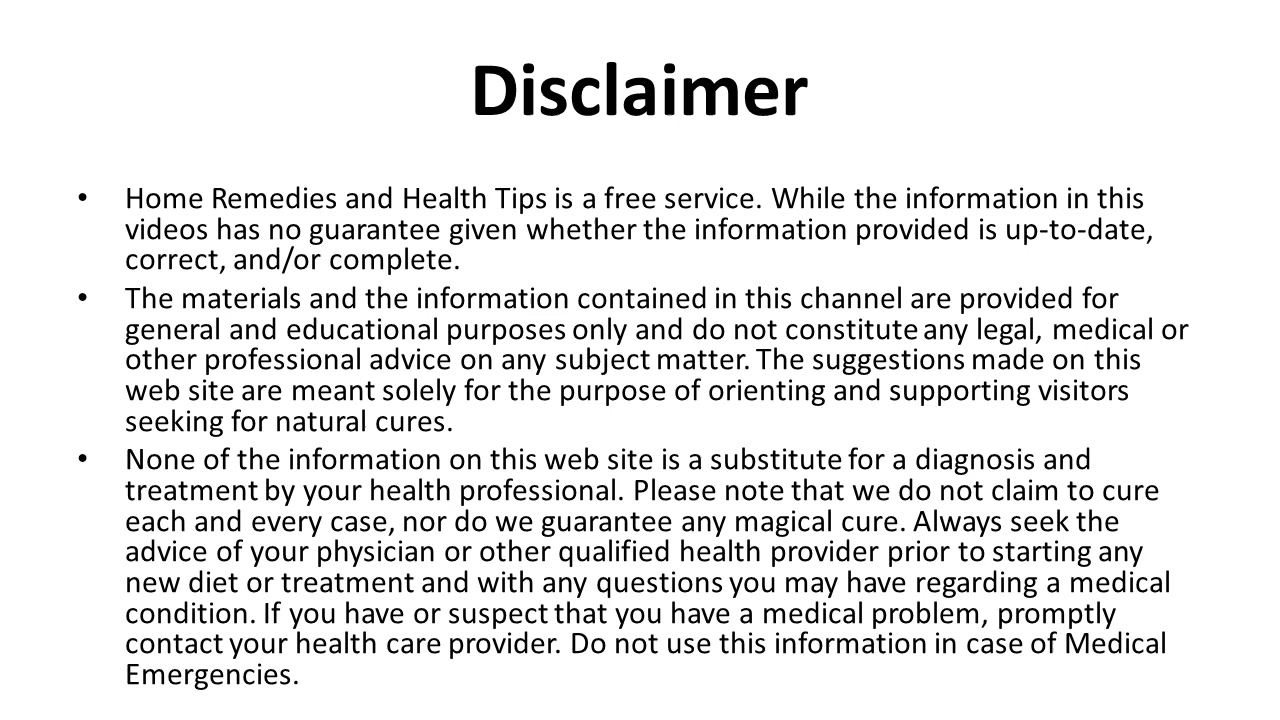 Disclaimer
• Home Remedies and Health Tips is a free service. While the information in this
videos has no guarantee given whether the information provided is up-to-date,
correct, and/or complete.
• The materials and the information contained in this channel are provided for
general and educational purposes only and do not constitute any legal, medical or
other professional advice on any subject matter. The suggestions made on this
web site are meant solely for the purpose of orienting and supporting visitors
seeking for natural cures.
• None of the information on this web site is a substitute for a diagnosis and
treatment by your health professional. Please note that we do not claim to cure
each and every case, nor do we guarantee any magical cure. Always seek the
advice of your physician or other qualified health provider prior to starting any
new diet or treatment and with any questions you may have regarding a medical
condition. If you have or suspect that you have a medical problem, promptly
contact your health care provider. Do not use this information in case of Medical
Emergencies.